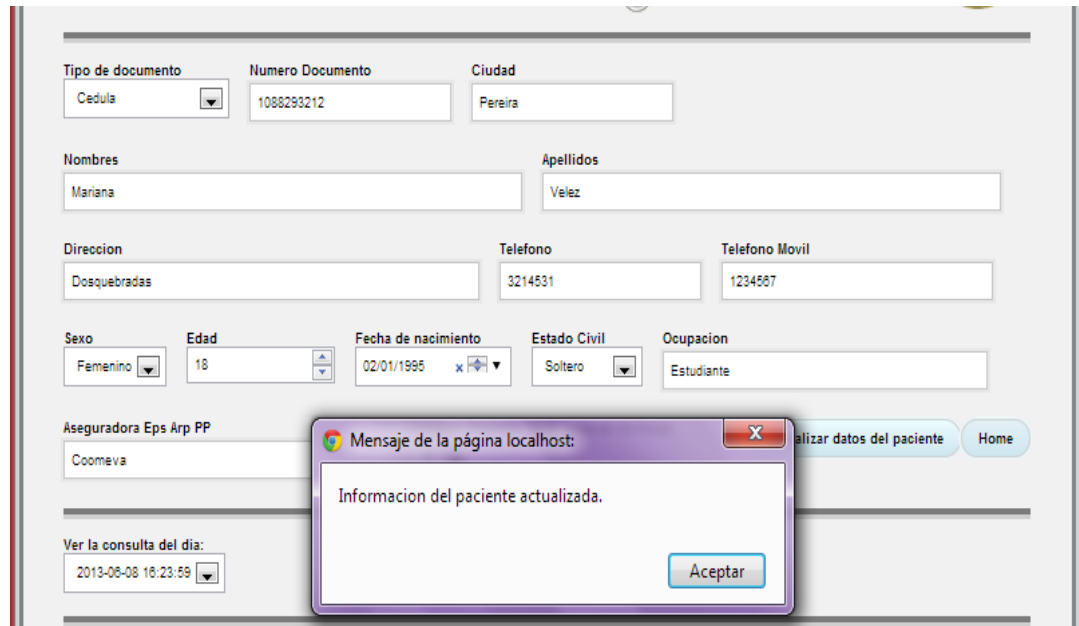 Tipo de documento Numero Documento Ciudad
Cedula 1088293212 Pereira
Nombres Apellidos
Mariana Velez
Direccion Telefono Telefono Movil
Dosquebradas 3214531 1234567
Sexo Edad Fecha de nacimiento Estado Civil Ocupacion
Femenino 18 02/01/1995 x Soltero Estudiante
Aseguradora Eps Arp PP
Coomeva
alizar datos del paciente Home
Mensaje de la página localhost:
Informacion del paciente actualizada.
Aceptar
Ver la consulta del dia:
2013-06-08 16:23:59